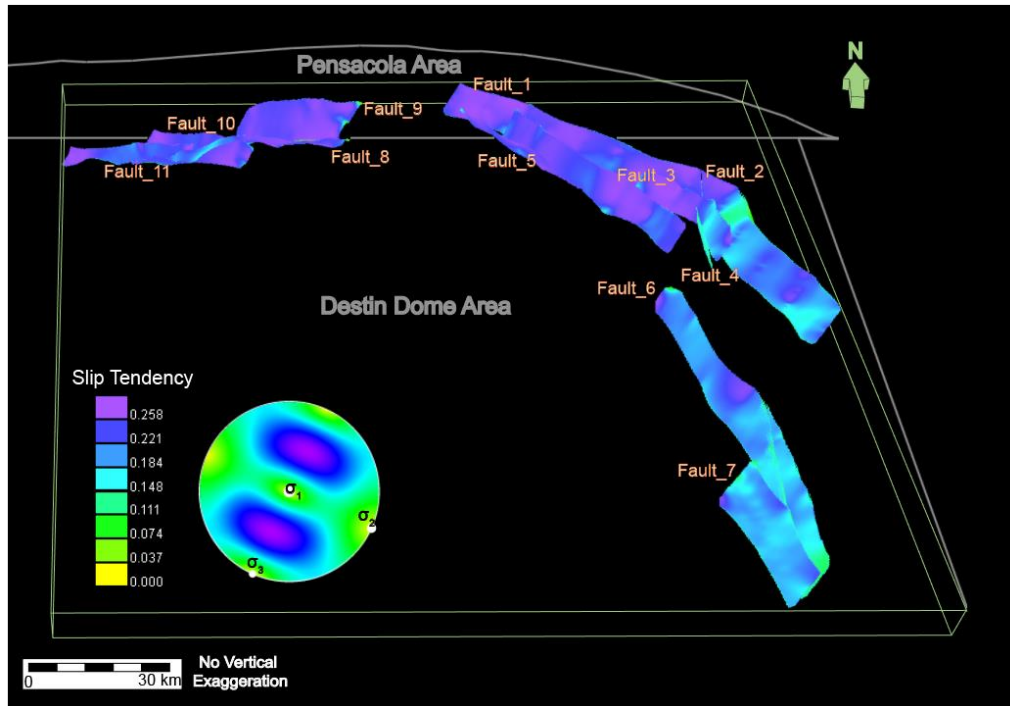 Pensacola Area
N
Fault_1
Fault_9
Fault_10
Fault_8
Fault_5
Fault_11
Fault_3
Fault_2
Fault_4
Fault_6
Destin Dome Area
Slip Tendency
0.258
0.221
0.184
0.148
0.111
0.074
0.037
0.000
σ1
σ2
σ3
Fault_7
0
30 km
No Vertical
Exaggeration